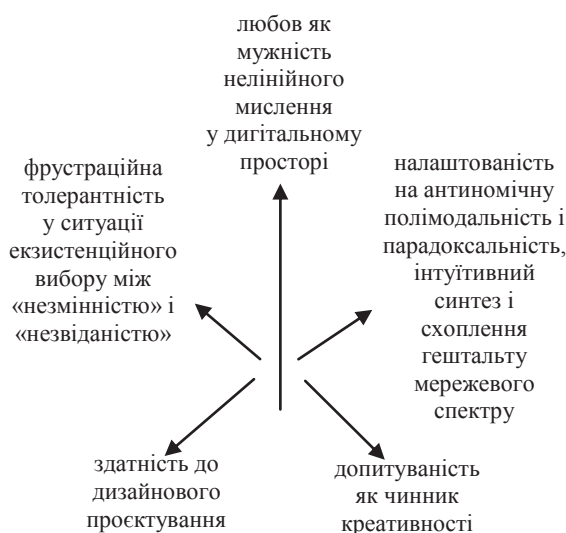 любов як
мужність
нелінійного
мислення
у дигітальному
просторі
фрустраційна
толерантність
у ситуації
екзистенційного
вибору між
«незмінністю» і
«незвіданістю»
налаштованість
на антиномічну
полімодальність і
парадоксальність,
інтуїтивний
синтез і
схоплення
гештальту
мережевого
спектру
здатність до
дизайнового
проєктування
допитуваність
як чинник
креативності